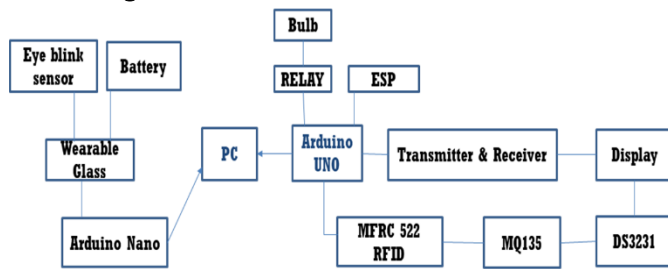 Bulb
Eye blink
sensor
Battery
RELAY
ESP
Wearable
Glass
PC
Arduino
UNO
Transmitter & Receiver
Display
Arduino Nano
MFRC 522
RFID
MQ135
DS3231